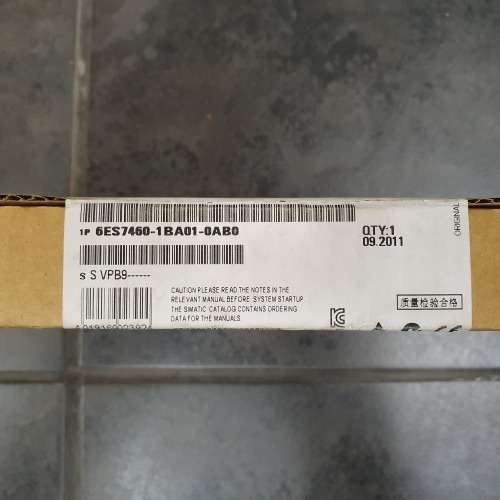 1P 6ES7460-1BA01-0AB0
QTY:1
09.2011
ORIGINAL
S S VPB9------
CAUTION PLEASE READ THE NOTES IN THE
RELEVANT MANUAL BEFORE SYSTEM STARTUP.
THE SIMATIC CATALOG CONTAINS ORDERING
DATA FOR THE MANUALS
质量检验合格